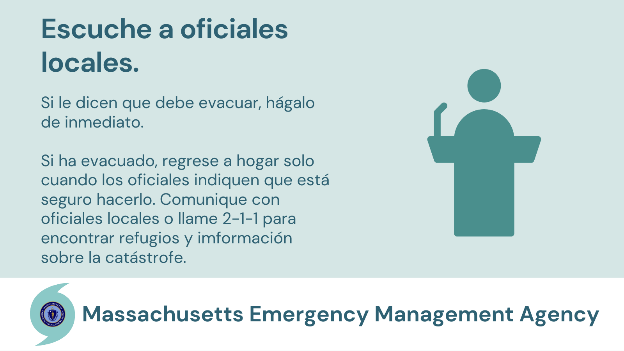 Escuche a oficiales
locales.
Si le dicen que debe evacuar, hágalo
de inmediato.
Si ha evacuado, regrese a hogar solo
cuando los oficiales indiquen que está
seguro hacerlo. Comunique con
oficiales locales o llame 2-1-1 para
encontrar refugios y imformación
sobre la catástrofe.
Massachusetts Emergency Management Agency